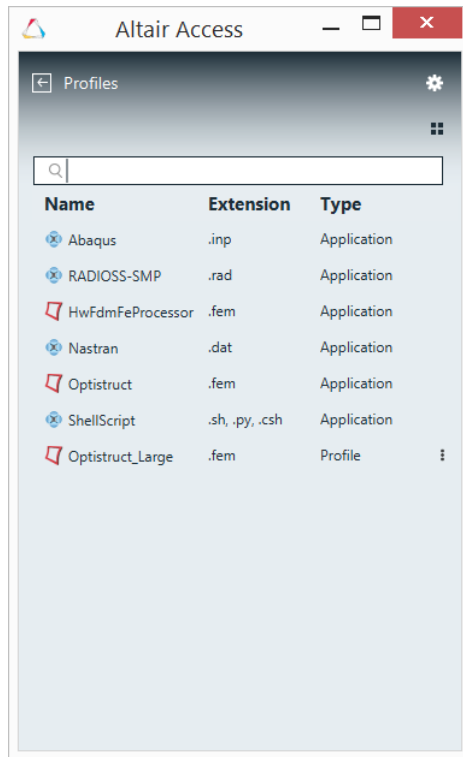 Altair Access
Profiles
Name Extension Type
Abaqus .inp Application
RADIOSS-SMP .rad Application
HwFdmFeProcessor .fem Application
Nastran .dat Application
Optistruct .fem Application
ShellScript .sh, .py, .csh Application
Optistruct_Large .fem Profile